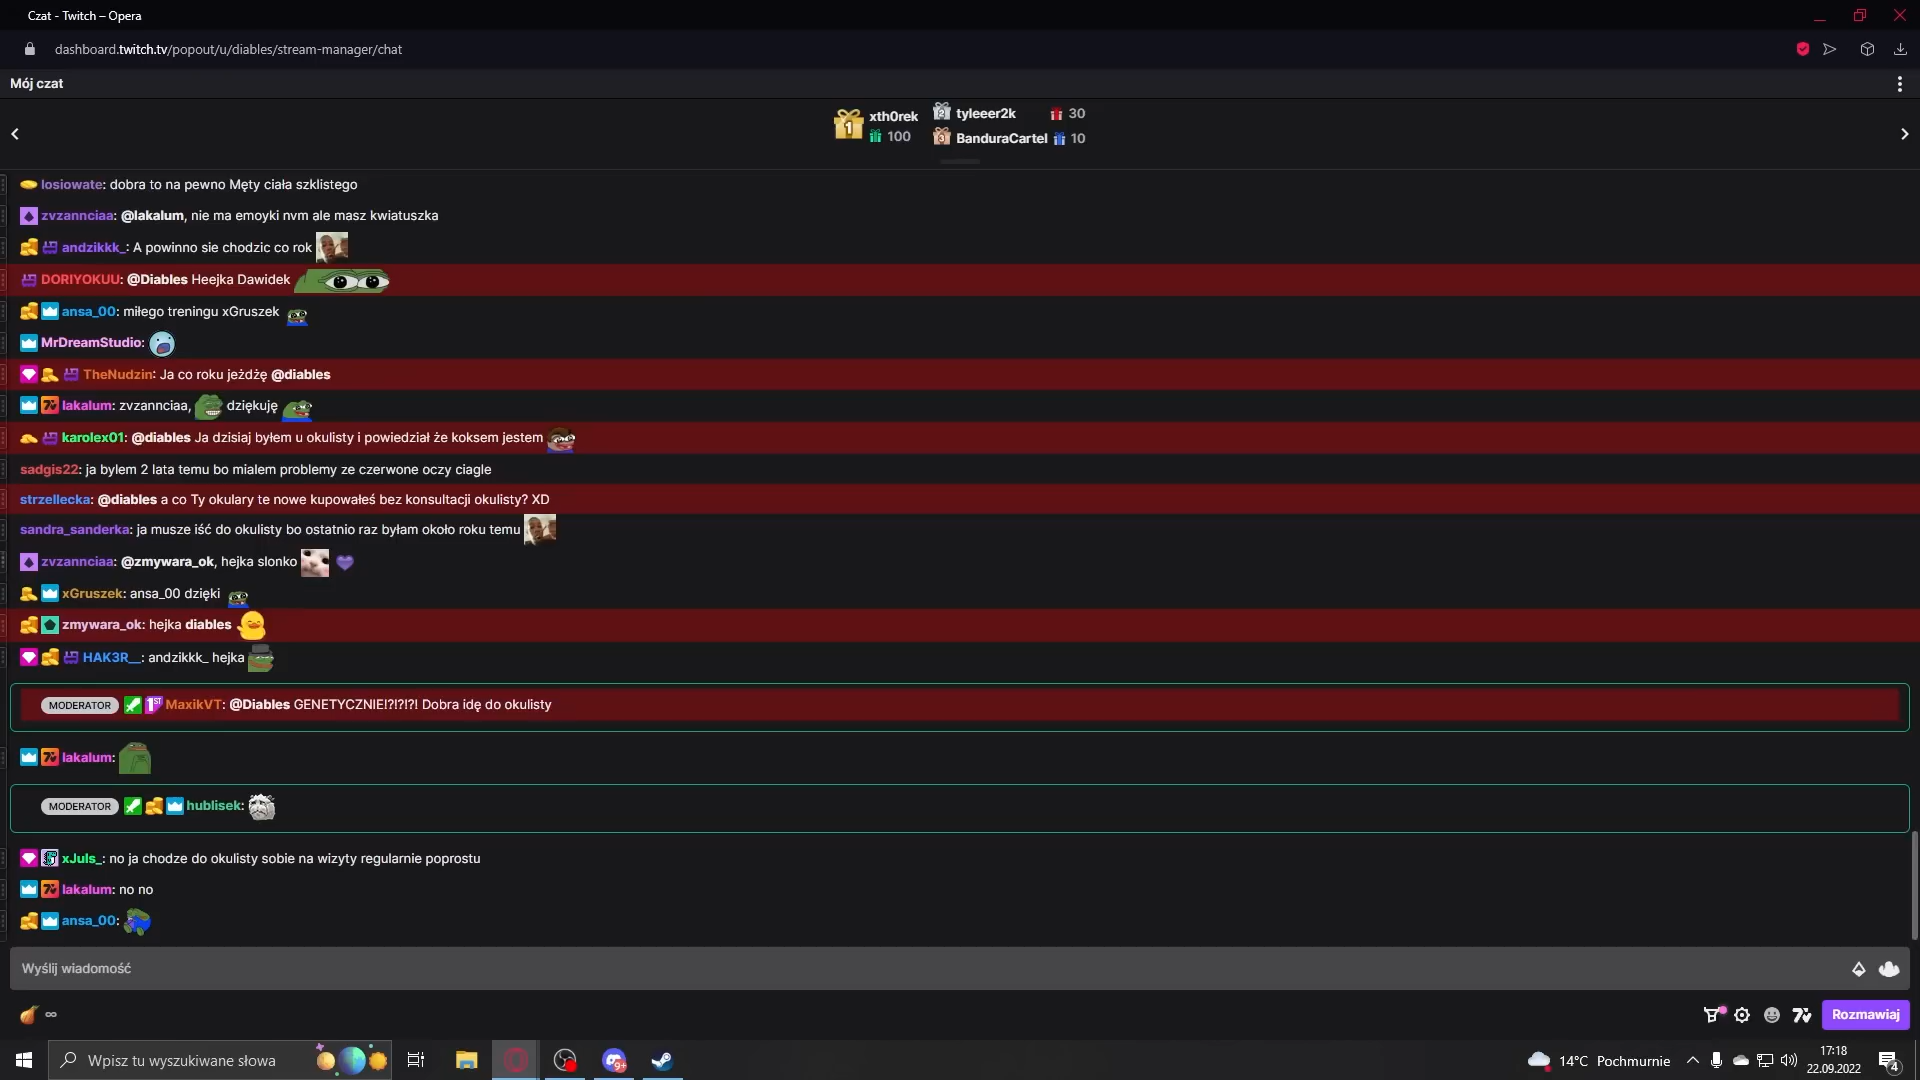 Czat - Twitch – Opera
dashboard.twitch.tv/popout/u/diables/stream-manager/chat
Mój czat
1 xth0rek 100
2 tyleeer2k 30
3 BanduraCartel 10
losiowate: dobra to na pewno Męty ciała szklistego
zvzannciaa: @lakalum, nie ma emoyki nvm ale masz kwiatuszka
andzikkk_: A powinno sie chodzic co rok
DORIYOKUU: @Diables Heejka Dawidek
ansa_00: miłego treningu xGruszek
MrDreamStudio:
TheNudzin: Ja co roku jeżdżę @diables
lakalum: zvzannciaa, dziękuję
karolex01: @diables Ja dzisiaj byłem u okulisty i powiedział że koksem jestem
sadgis22: ja bylem 2 lata temu bo mialem problemy ze czerwone oczy ciagle
strzellecka: @diables a co Ty okulary te nowe kupowałeś bez konsultacji okulisty? XD
sandra_sanderka: ja musze iść do okulisty bo ostatnio raz byłam około roku temu
zvzannciaa: @zmywara_ok, hejka slonko
xGruszek: ansa_00 dzięki
zmywara_ok: hejka diables
HAK3R__: andzikkk_ hejka
MODERATOR 1ST MaxikVT: @Diables GENETYCZNIE!?!?!?! Dobra idę do okulisty
lakalum:
MODERATOR hublisek:
xJuls_: no ja chodze do okulisty sobie na wizyty regularnie poprostu
lakalum: no no
ansa_00:
Wyślij wiadomość
∞
Rozmawiaj
Wpisz tu wyszukiwane słowa
9+
14°C Pochmurnie
17:18
22.09.2022
4